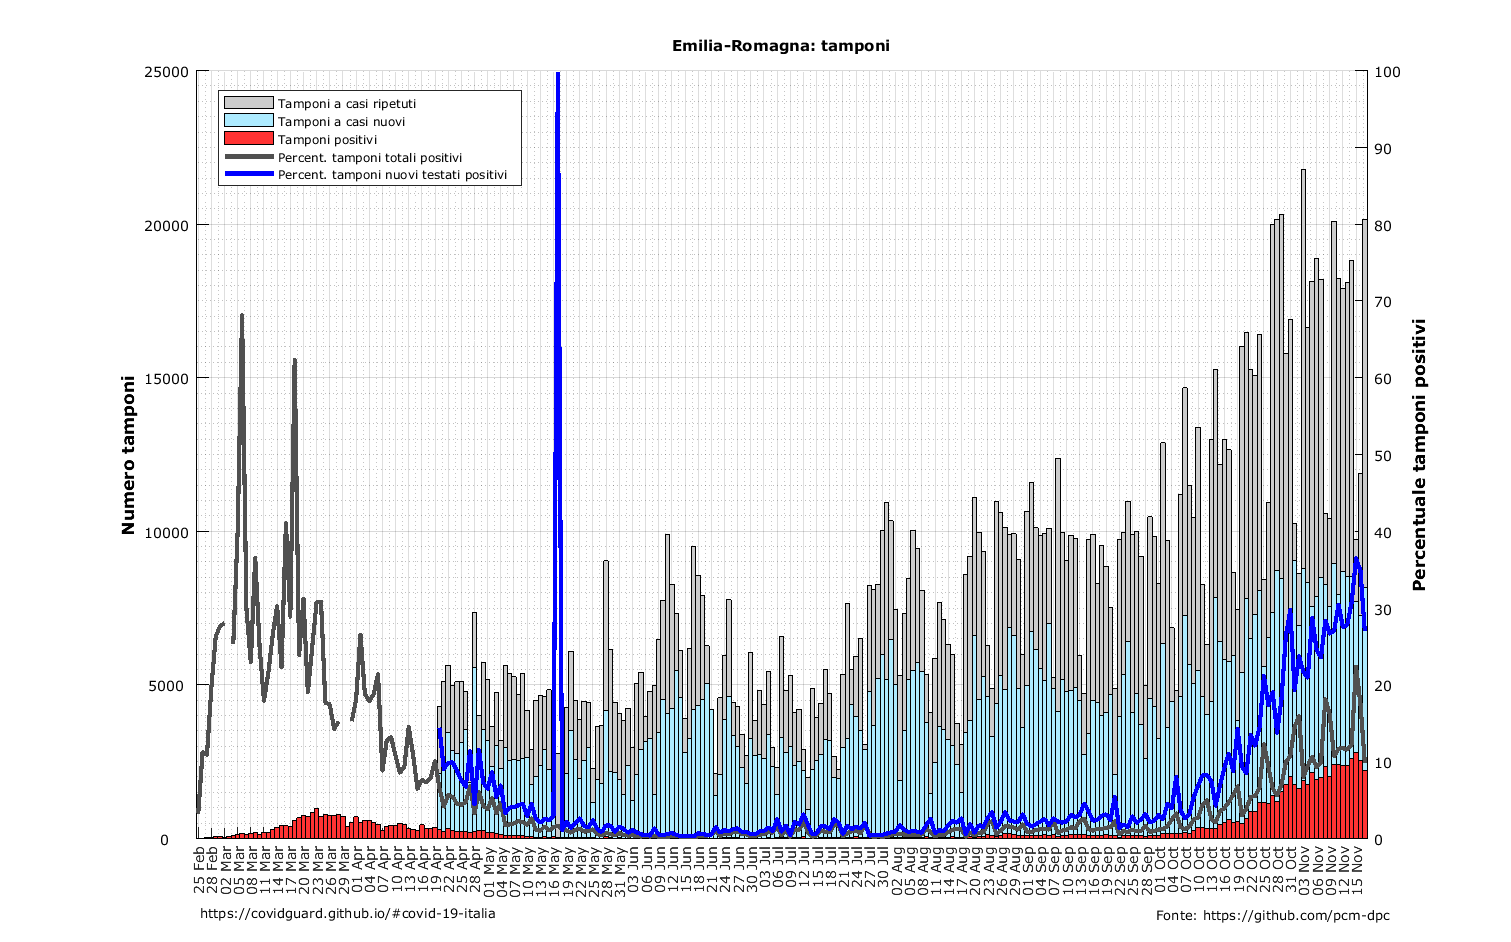 Emilia-Romagna: tamponi
Tamponi a casi ripetuti
Tamponi a casi nuovi
Tamponi positivi
Percent. tamponi totali positivi
Percent. tamponi nuovi testati positivi
Numero tamponi
25000
20000
15000
10000
5000
0
Percentuale tamponi positivi
100
90
80
70
60
50
40
30
20
10
0
25 Feb
28 Feb
02 Mar
05 Mar
08 Mar
11 Mar
14 Mar
17 Mar
20 Mar
23 Mar
26 Mar
29 Mar
01 Apr
04 Apr
07 Apr
10 Apr
13 Apr
16 Apr
19 Apr
22 Apr
25 Apr
28 Apr
01 May
04 May
07 May
10 May
13 May
16 May
19 May
22 May
25 May
28 May
31 May
03 Jun
06 Jun
09 Jun
12 Jun
15 Jun
18 Jun
21 Jun
24 Jun
27 Jun
30 Jun
03 Jul
06 Jul
09 Jul
12 Jul
15 Jul
18 Jul
21 Jul
24 Jul
27 Jul
30 Jul
02 Aug
05 Aug
08 Aug
11 Aug
14 Aug
17 Aug
20 Aug
23 Aug
26 Aug
29 Aug
01 Sep
04 Sep
07 Sep
10 Sep
13 Sep
16 Sep
19 Sep
22 Sep
25 Sep
28 Sep
01 Oct
04 Oct
07 Oct
10 Oct
13 Oct
16 Oct
19 Oct
22 Oct
25 Oct
28 Oct
31 Oct
03 Nov
06 Nov
09 Nov
12 Nov
15 Nov
https://covidguard.github.io/#covid-19-italia
Fonte: https://github.com/pcm-dpc